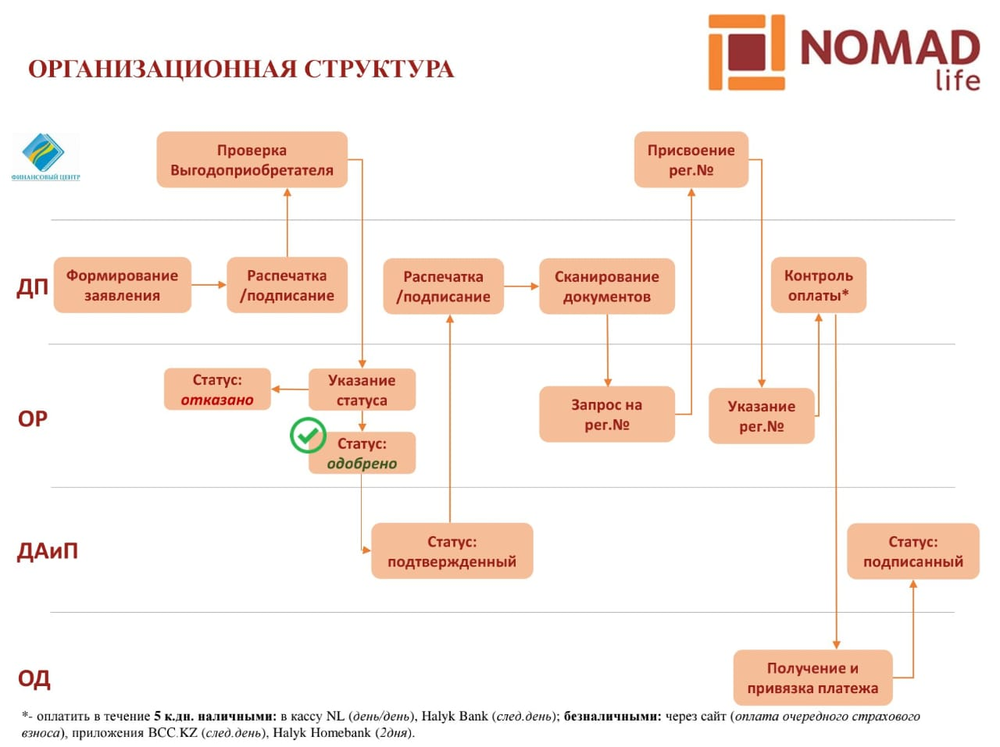 ОРГАНИЗАЦИОННАЯ СТРУКТУРА
NOMAD
life
ФИНАНСОВЫЙ ЦЕНТР
Проверка
Выгодоприобретателя
Присвоение
рег.№
ДП
Формирование
заявления
Распечатка
/подписание
Распечатка
/подписание
Сканирование
документов
Контроль
оплаты*
ОР
Статус:
отказано
Указание
статуса
Статус:
одобрено
Запрос на
рег.№
Указание
рег.№
ДАиП
Статус:
подтвержденный
Статус:
подписанный
ОД
Получение и
привязка платежа
*- оплатить в течение 5 к.дн. наличными: в кассу NL (день/день), Halyk Bank (след.день); безналичными: через сайт (оплата очередного страхового
взноса), приложения BCC.KZ (след.день), Halyk Homebank (2дня).